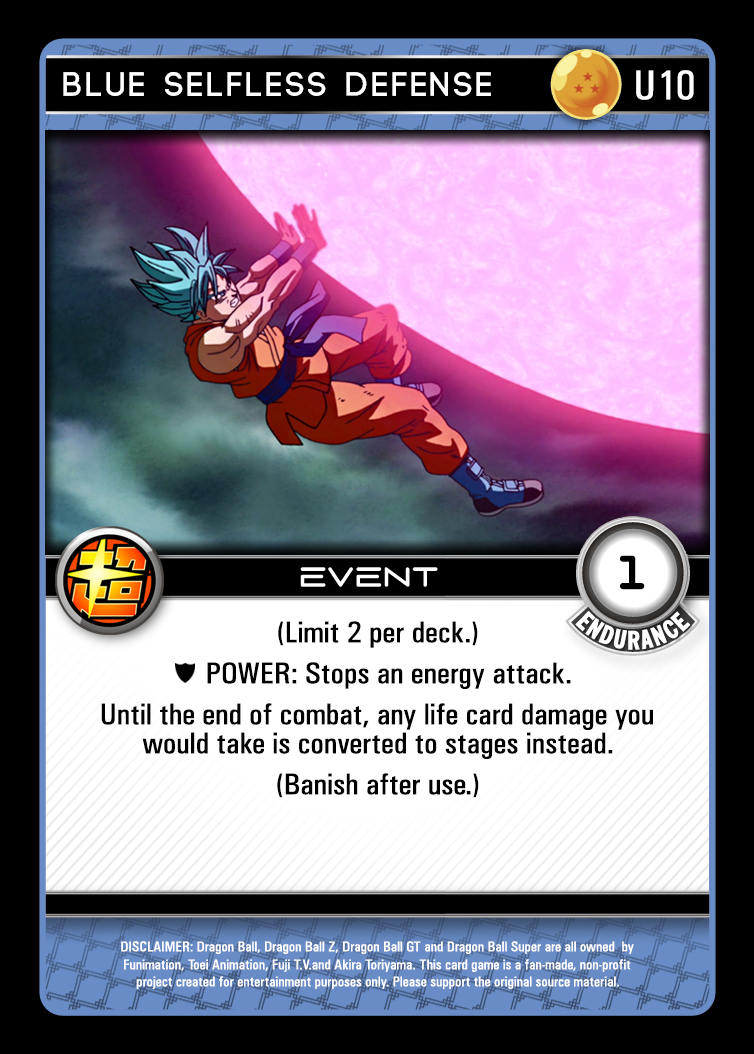 BLUE SELFLESS DEFENSE U10
EVENT
1
ENDURANCE
(Limit 2 per deck.)
POWER: Stops an energy attack.
Until the end of combat, any life card damage you
would take is converted to stages instead.
(Banish after use.)
DISCLAIMER: Dragon Ball, Dragon Ball Z, Dragon Ball GT and Dragon Ball Super are all owned by
Funimation, Toei Animation, Fuji T.V.and Akira Toriyama. This card game is a fan-made, non-profit
project created for entertainment purposes only. Please support the original source material.